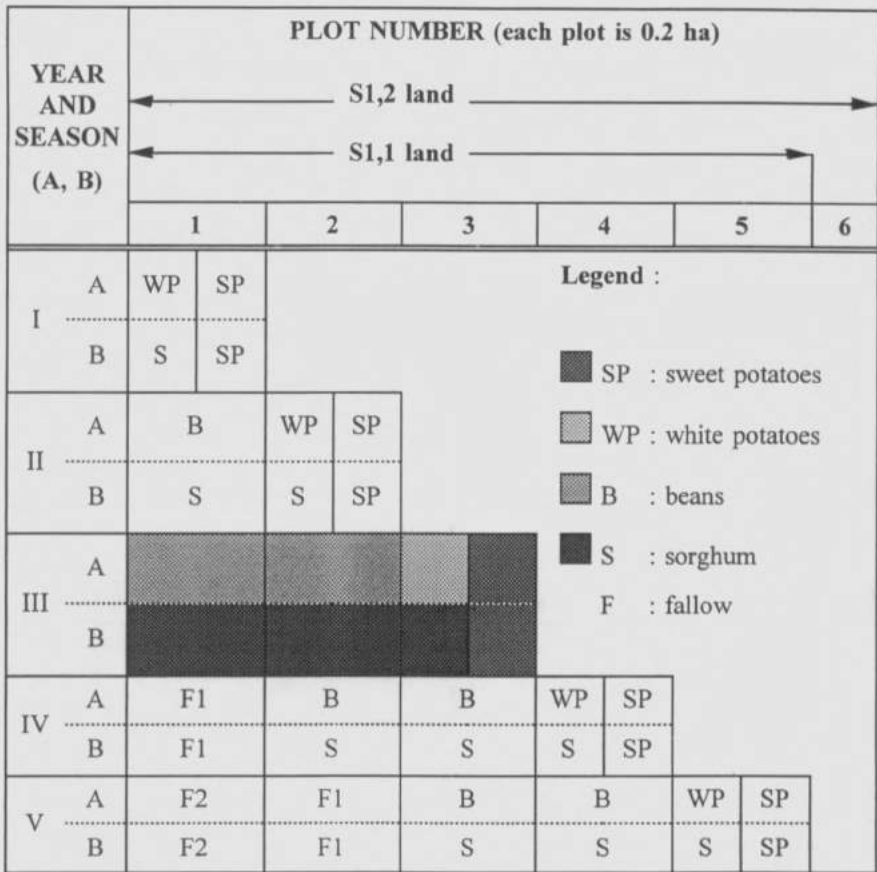 PLOT NUMBER (each plot is 0.2 ha)
YEAR
AND
SEASON
(A, B)
S1,2 land
S1,1 land
1 2 3 4 5 6
I A WP SP
B S SP
II A B WP SP
B S S SP
III A
B
IV A F1 B B WP SP
B F1 S S S SP
V A F2 F1 B B WP SP
B F2 F1 S S S SP
Legend :
SP : sweet potatoes
WP : white potatoes
B : beans
S : sorghum
F : fallow